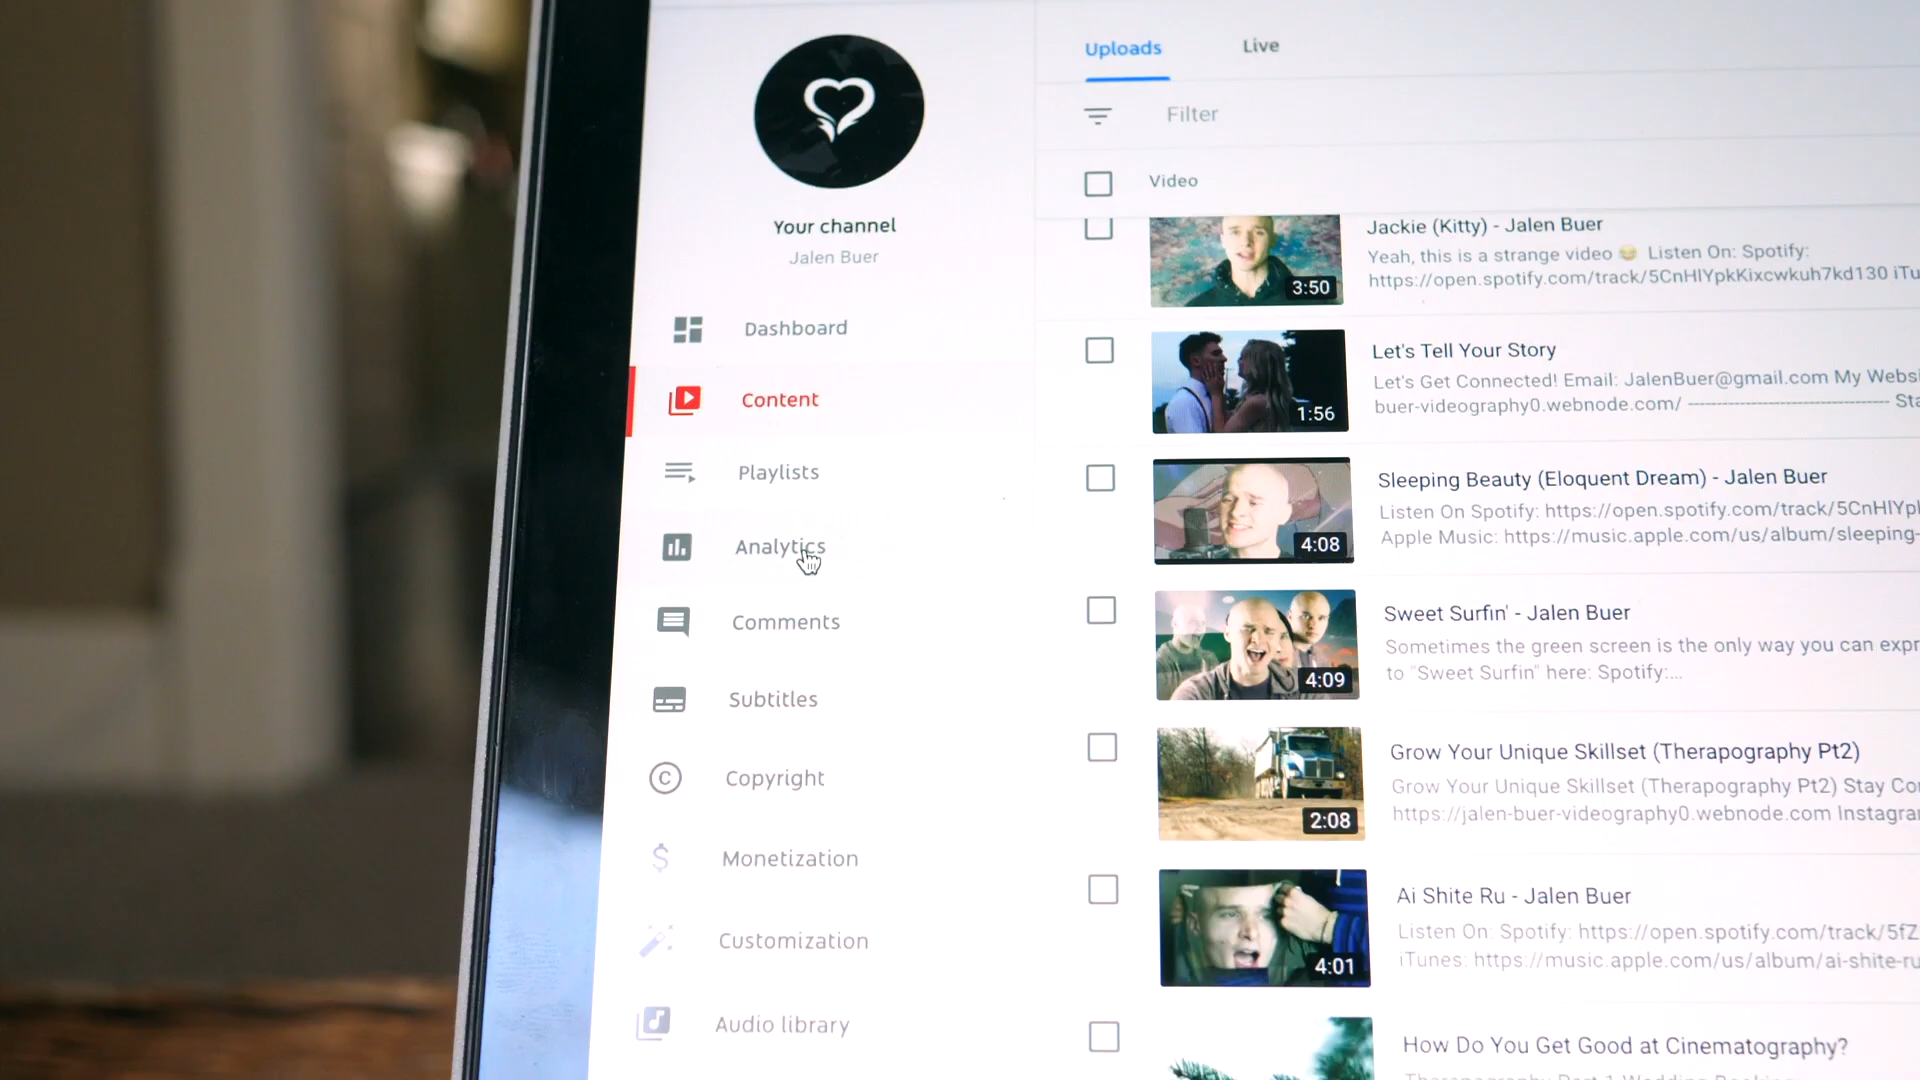 Your channel
Jalen Buer
Dashboard
Content
Playlists
Analytics
Comments
Subtitles
Copyright
Monetization
Customization
Audio library
Uploads
Live
Filter
Video
3:50
Jackie (Kitty) - Jalen Buer
Yeah, this is a strange video 😂 Listen On: Spotify:
https://open.spotify.com/track/5CnHlYpkKixcwkuh7kd130 iTu
1:56
Let's Tell Your Story
Let's Get Connected! Email: JalenBuer@gmail.com My Websi
buer-videography0.webnode.com/ -------------------------------- Sta
4:08
Sleeping Beauty (Eloquent Dream) - Jalen Buer
Listen On Spotify: https://open.spotify.com/track/5CnHlYpl
Apple Music: https://music.apple.com/us/album/sleeping-
4:09
Sweet Surfin' - Jalen Buer
Sometimes the green screen is the only way you can expr
to "Sweet Surfin" here: Spotify:...
2:08
Grow Your Unique Skillset (Therapography Pt2)
Grow Your Unique Skillset (Therapography Pt2) Stay Co
https://jalen-buer-videography0.webnode.com Instagra
4:01
Ai Shite Ru - Jalen Buer
Listen On: Spotify: https://open.spotify.com/track/5fZ
iTunes: https://music.apple.com/us/album/ai-shite-ru
How Do You Get Good at Cinematography?